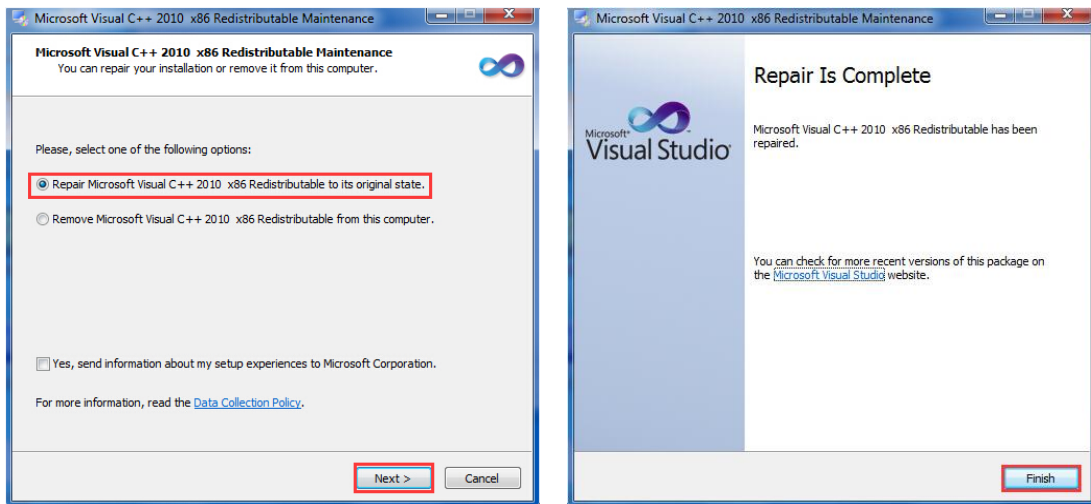 Microsoft Visual C++ 2010 x86 Redistributable Maintenance
Microsoft Visual C++ 2010 x86 Redistributable Maintenance
You can repair your installation or remove it from this computer.
Please, select one of the following options:
Repair Microsoft Visual C++ 2010 x86 Redistributable to its original state.
Remove Microsoft Visual C++ 2010 x86 Redistributable from this computer.
Yes, send information about my setup experiences to Microsoft Corporation.
For more information, read the Data Collection Policy.
Next >
Cancel
Microsoft Visual C++ 2010 x86 Redistributable Maintenance
Microsoft
Visual Studio
Repair Is Complete
Microsoft Visual C++ 2010 x86 Redistributable has been
repaired.
You can check for more recent versions of this package on
the Microsoft Visual Studio website.
Finish